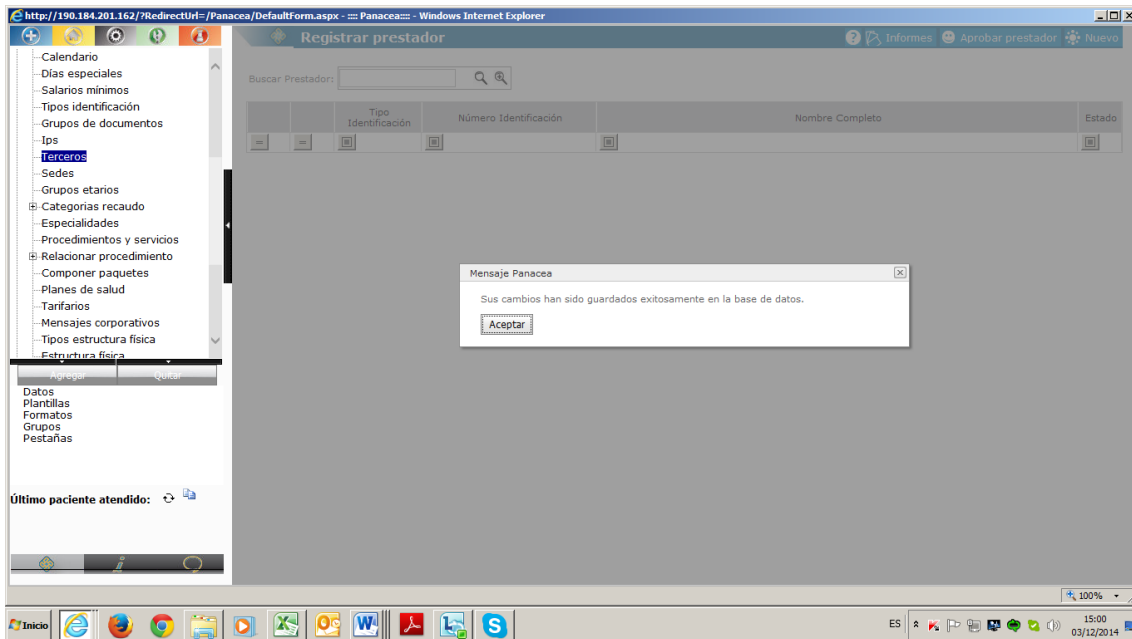 http://190.184.201.162/?RedirectUrl=/Panacea/DefaultForm.aspx - :::: Panacea:::: - Windows Internet Explorer
Registrar prestador
Informes
Aprobar prestador
Nuevo
Calendario
Días especiales
Salarios mínimos
Tipos identificación
Grupos de documentos
Ips
Terceros
Sedes
Grupos etarios
Categorias recaudo
Especialidades
Procedimientos y servicios
Relacionar procedimiento
Componer paquetes
Planes de salud
Tarifarios
Mensajes corporativos
Tipos estructura física
Estructura física
Agregar
Quitar
Datos
Plantillas
Formatos
Grupos
Pestañas
Último paciente atendido:
Buscar Prestador:
Tipo
Identificación
Número Identificación
Nombre Completo
Estado
Mensaje Panacea
Sus cambios han sido guardados exitosamente en la base de datos.
Aceptar
100%
Inicio
ES
15:00
03/12/2014